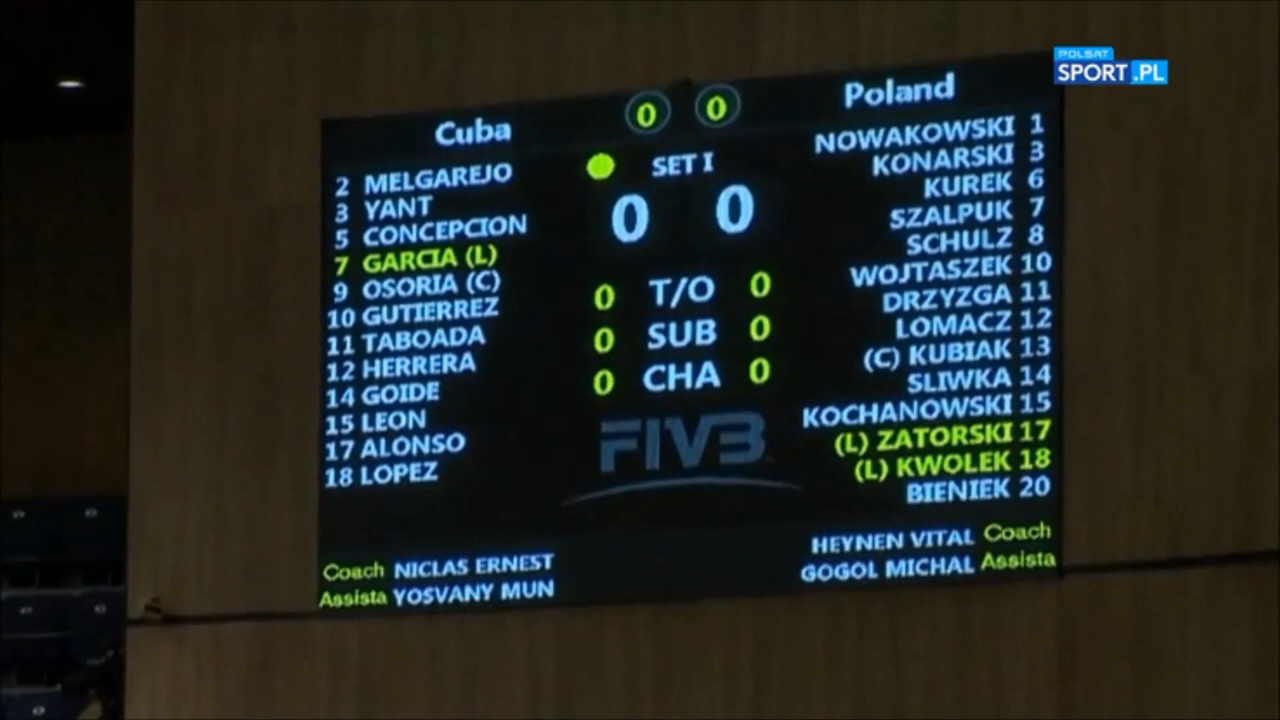 POLSAT
SPORT.PL
Cuba 0 0 Poland
SET I
0 0
2 MELGAREJO
3 YANT
5 CONCEPCION
7 GARCIA (L)
9 OSORIA (C)
10 GUTIERREZ
11 TABOADA
12 HERRERA
14 GOIDE
15 LEON
17 ALONSO
18 LOPEZ
Coach NICLAS ERNEST
Assista YOSVANY MUN
0 T/O 0
0 SUB 0
0 CHA 0
FIVB
NOWAKOWSKI 1
KONARSKI 3
KUREK 6
SZALPUK 7
SCHULZ 8
WOJTASZEK 10
DRZYZGA 11
LOMACZ 12
(C) KUBIAK 13
SLIWKA 14
KOCHANOWSKI 15
(L) ZATORSKI 17
(L) KWOLEK 18
BIENIEK 20
HEYNEN VITAL Coach
GOGOL MICHAL Assista